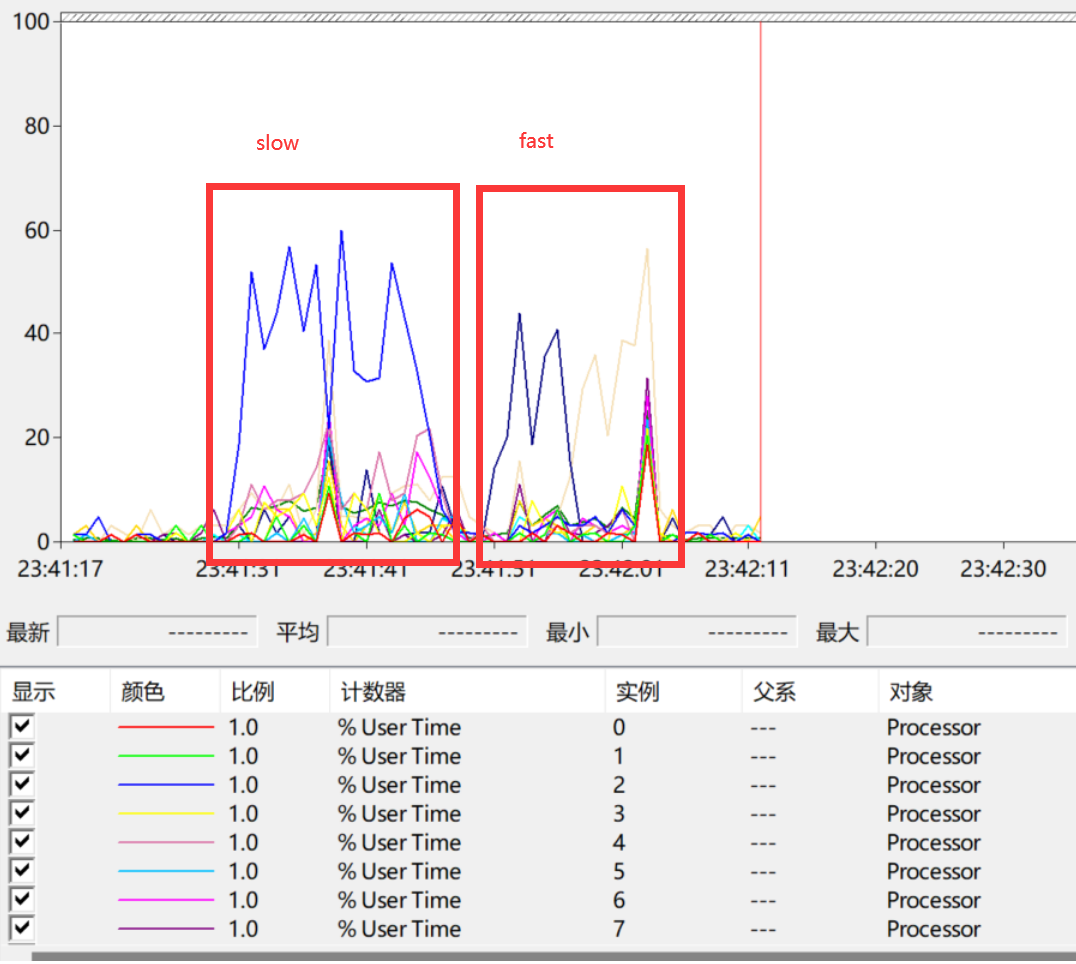 100
slow
fast
80
60
40
20
0
23:41:17 23:41:31 23:41:41 23:41:51 23:42:01 23:42:11 23:42:20 23:42:30
最新 --------- 平均 --------- 最小 --------- 最大 ---------
显示 颜色 比例 计数器 实例 父系 对象
1.0 % User Time 0 --- Processor
1.0 % User Time 1 --- Processor
1.0 % User Time 2 --- Processor
1.0 % User Time 3 --- Processor
1.0 % User Time 4 --- Processor
1.0 % User Time 5 --- Processor
1.0 % User Time 6 --- Processor
1.0 % User Time 7 --- Processor